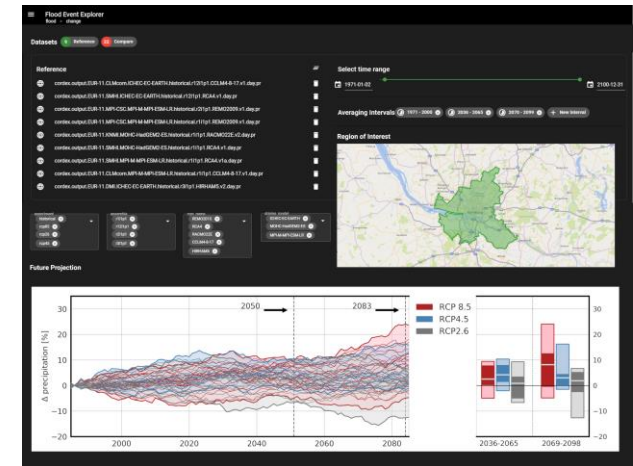 Flood Event Explorer
flood > change
Datasets 8 Reference Compare
Reference
cordex.output.EUR-11.CLMcom.ICHEC-EC-EARTH.historical.r12i1p1.CCLM4-8-17.v1.day.pr
cordex.output.EUR-11.SMHI.ICHEC-EC-EARTH.historical.r12i1p1.RCA4.v1.day.pr
cordex.output.EUR-11.MPI-CSC.MPI-M-MPI-ESM-LR.historical.r2i1p1.REMO2009.v1.day.pr
cordex.output.EUR-11.MPI-CSC.MPI-M-MPI-ESM-LR.historical.r1i1p1.REMO2009.v1.day.pr
cordex.output.EUR-11.KNMI.MOHC-HadGEM2-ES.historical.r1i1p1.RACMO22E.v2.day.pr
cordex.output.EUR-11.SMHI.MOHC-HadGEM2-ES.historical.r1i1p1.RCA4.v1.day.pr
cordex.output.EUR-11.SMHI.MPI-M-MPI-ESM-LR.historical.r1i1p1.RCA4.v1a.day.pr
cordex.output.EUR-11.CLMcom.MPI-M-MPI-ESM-LR.historical.r1i1p1.CCLM4-8-17.v1.day.pr
cordex.output.EUR-11.DMI.ICHEC-EC-EARTH.historical.r3i1p1.HIRHAM5.v2.day.pr
historical
rcp85
rcp26
rcp45
r1i1p1
r12i1p1
r2i1p1
r3i1p1
REMO2009
RCA4
RACMO22E
CCLM4-8-17
HIRHAM5
ICHEC-EC-EARTH
MOHC-HadGEM2-ES
MPI-M-MPI-ESM-LR
Select time range
1971-01-02
2100-12-31
Averaging Intervals 1971 - 2000 2036 - 2065 2070 - 2099 + New Interval
Region of Interest
Future Projection
Δ precipitation [%]
30
20
10
0
−10
−20
2000
2020
2040
2060
2080
2050
2083
RCP 8.5
RCP4.5
RCP2.6
30
20
10
0
−10
−20
2036-2065
2069-2098